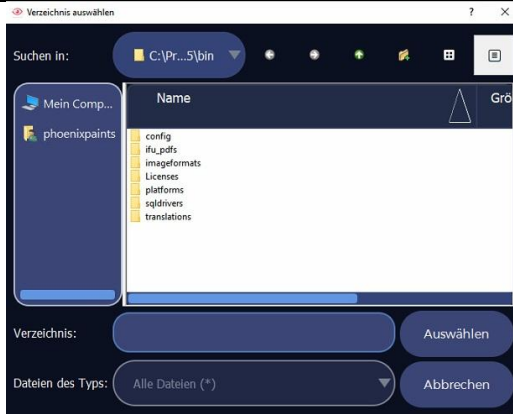 Verzeichnis auswählen
Suchen in:
C:\Pr...5\bin
Mein Comp...
phoenixpaints
Name
Grö
config
ifu_pdfs
imageformats
Licenses
platforms
sqldrivers
translations
Verzeichnis:
Auswählen
Dateien des Typs:
Alle Dateien (*)
Abbrechen